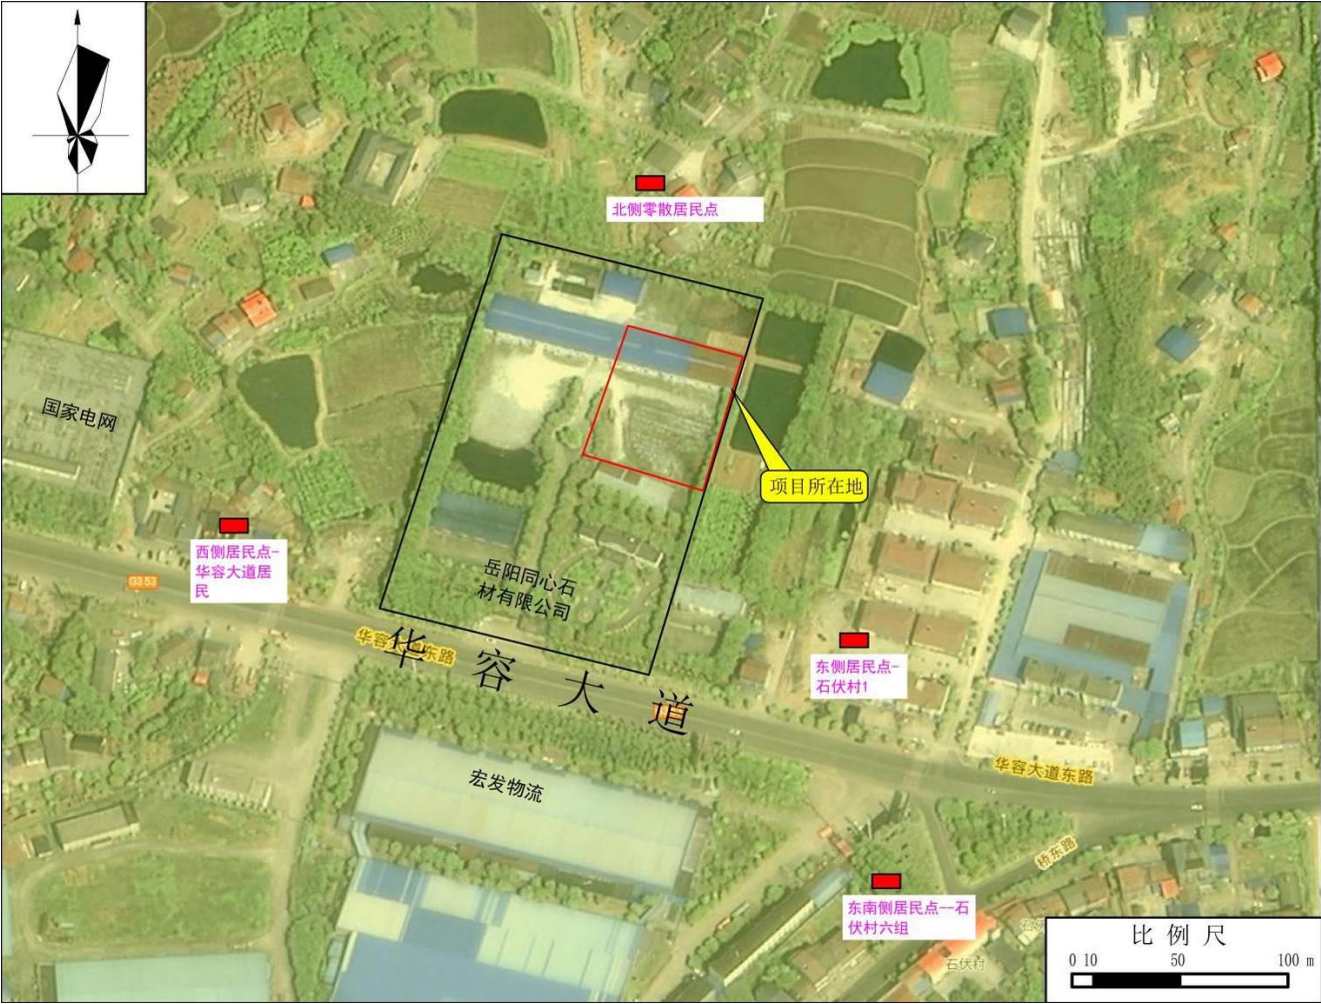 北侧零散居民点
国家电网
项目所在地
西侧居民点-
华容大道居
民
G353
岳阳同心石
材有限公司
华容大道东路
华容大道
东侧居民点-
石伏村1
华容大道东路
宏发物流
桥东路
东南侧居民点--石
伏村六组
石伏村
比例尺
0 10 50 100 m